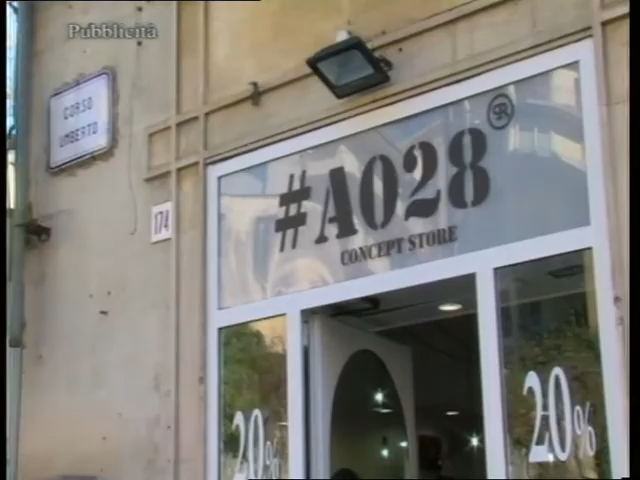 Pubblicità
CORSO
UMBERTO
174
#A028
CONCEPT STORE
20%
20%